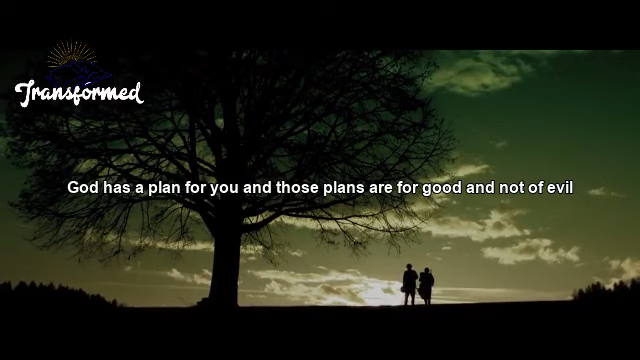 Transformed
God has a plan for you and those plans are for good and not of evil